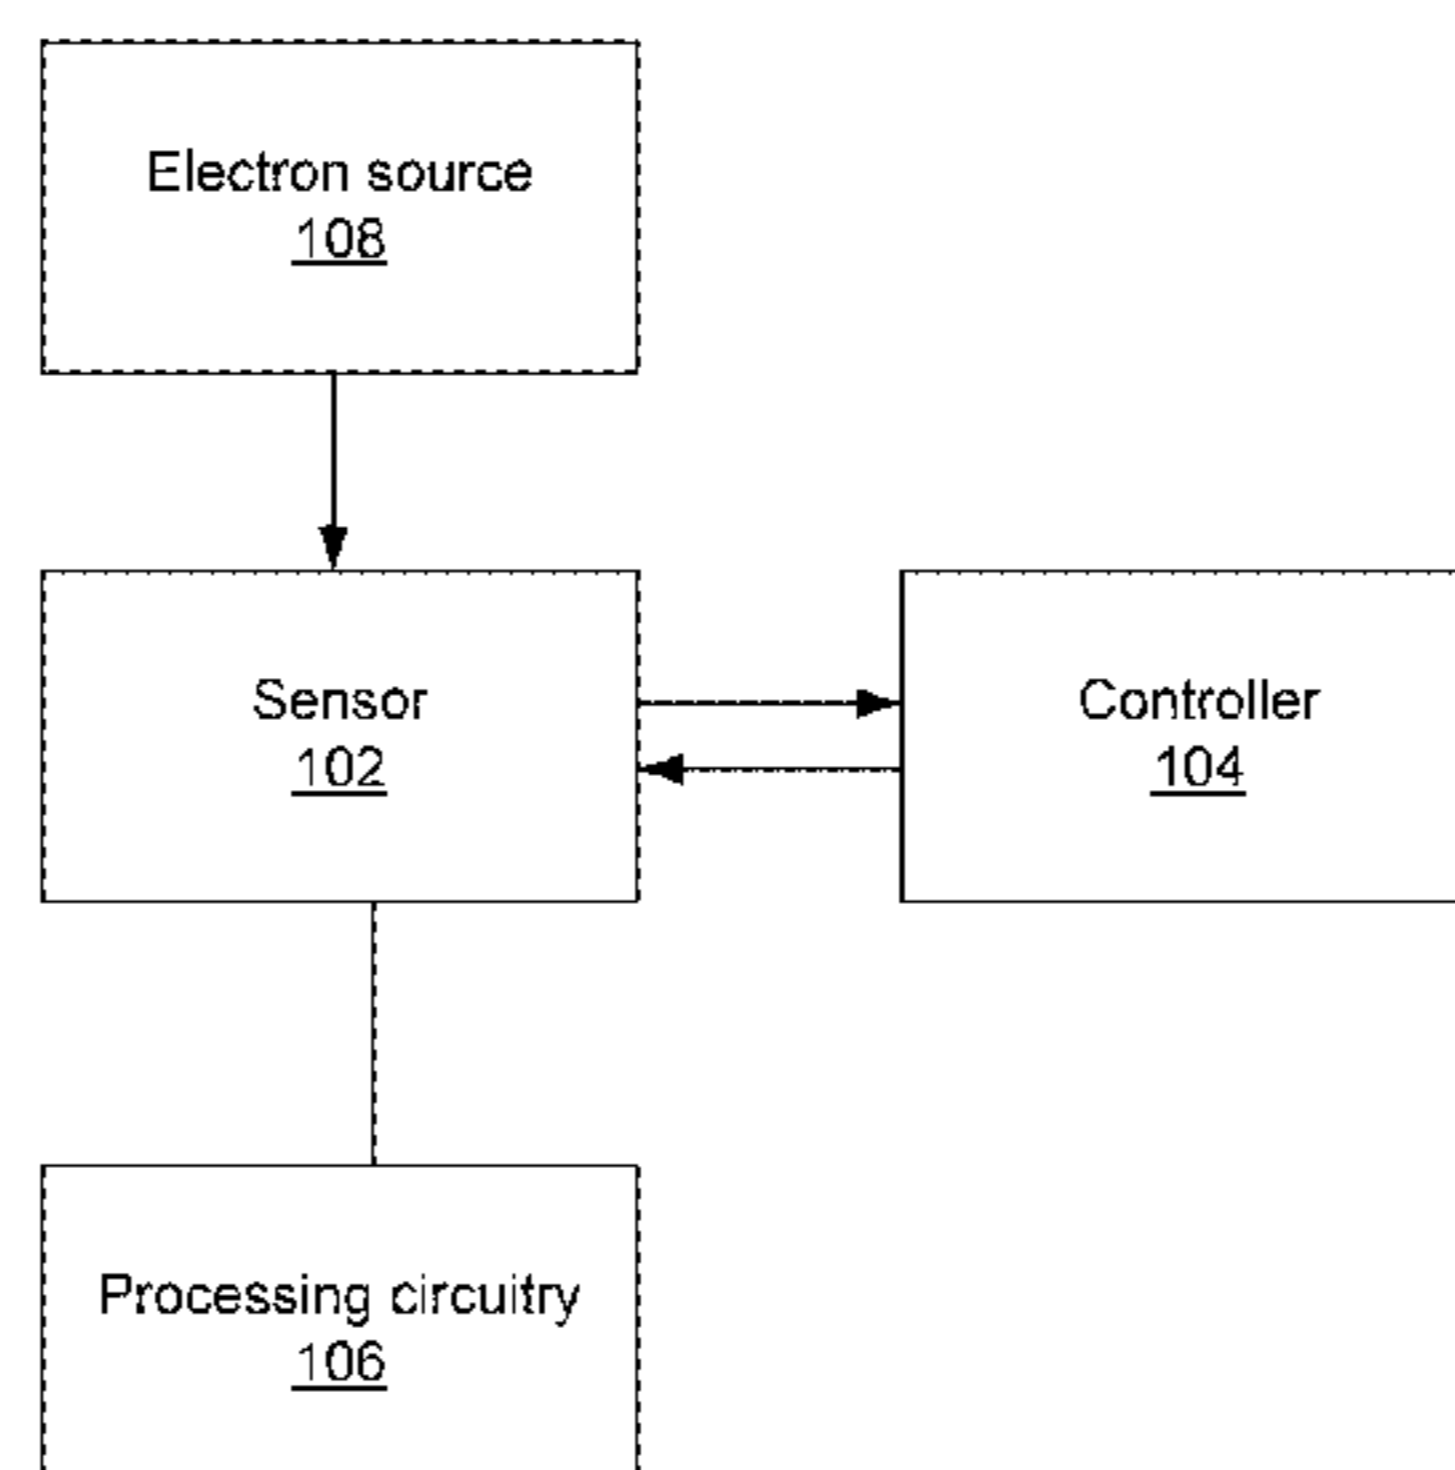 Electron source
108
Sensor
102
Controller
104
Processing circuitry
106